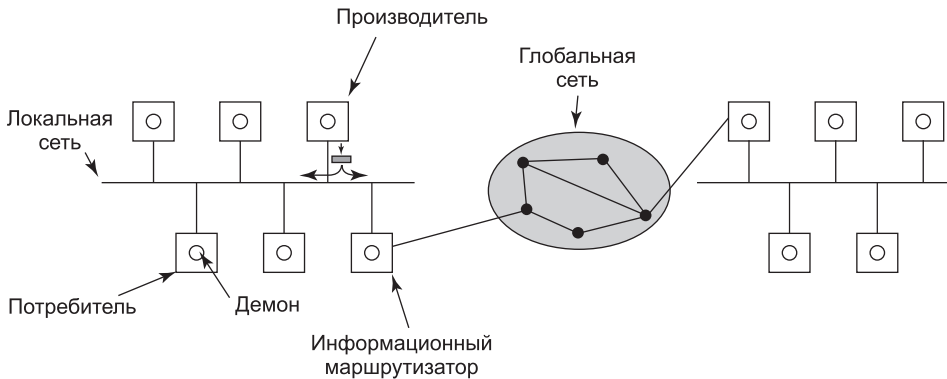 Производитель
Глобальная
сеть
Локальная
сеть
Потребитель
Демон
Информационный
маршрутизатор